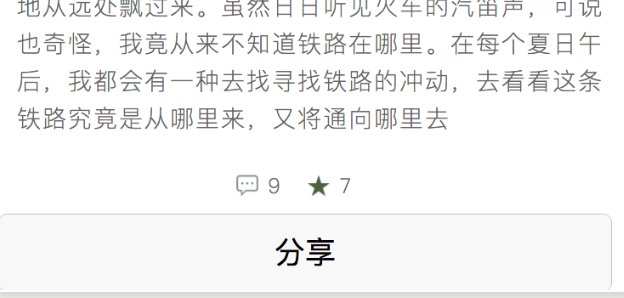 地从远处飘过来。虽然日日听见火车的汽笛声，可说
也奇怪，我竟从来不知道铁路在哪里。在每个夏日午
后，我都会有一种去找寻找铁路的冲动，去看看这条
铁路究竟是从哪里来，又将通向哪里去
9 7
分享